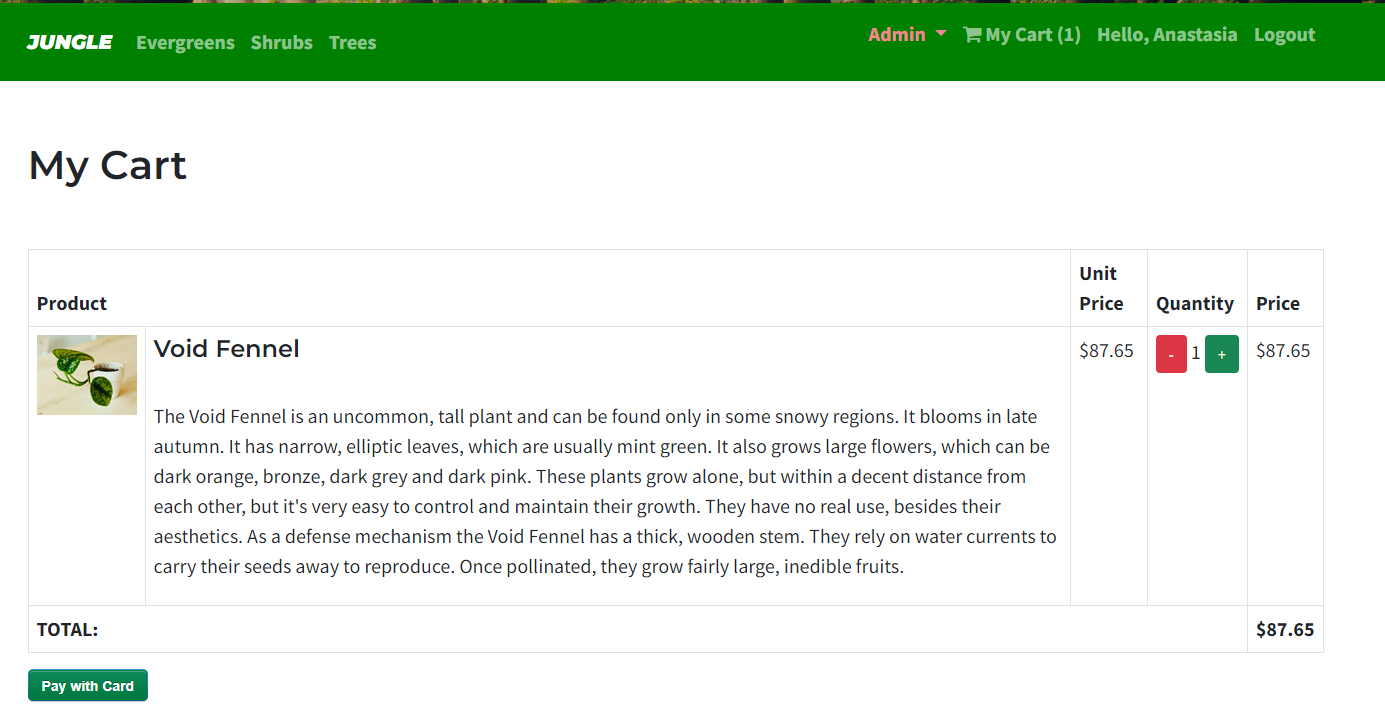 JUNGLE Evergreens Shrubs Trees Admin My Cart (1) Hello, Anastasia Logout
My Cart
Product Unit Price Quantity Price
Void Fennel $87.65 - 1 + $87.65
The Void Fennel is an uncommon, tall plant and can be found only in some snowy regions. It blooms in late
autumn. It has narrow, elliptic leaves, which are usually mint green. It also grows large flowers, which can be
dark orange, bronze, dark grey and dark pink. These plants grow alone, but within a decent distance from
each other, but it's very easy to control and maintain their growth. They have no real use, besides their
aesthetics. As a defense mechanism the Void Fennel has a thick, wooden stem. They rely on water currents to
carry their seeds away to reproduce. Once pollinated, they grow fairly large, inedible fruits.
TOTAL: $87.65
Pay with Card